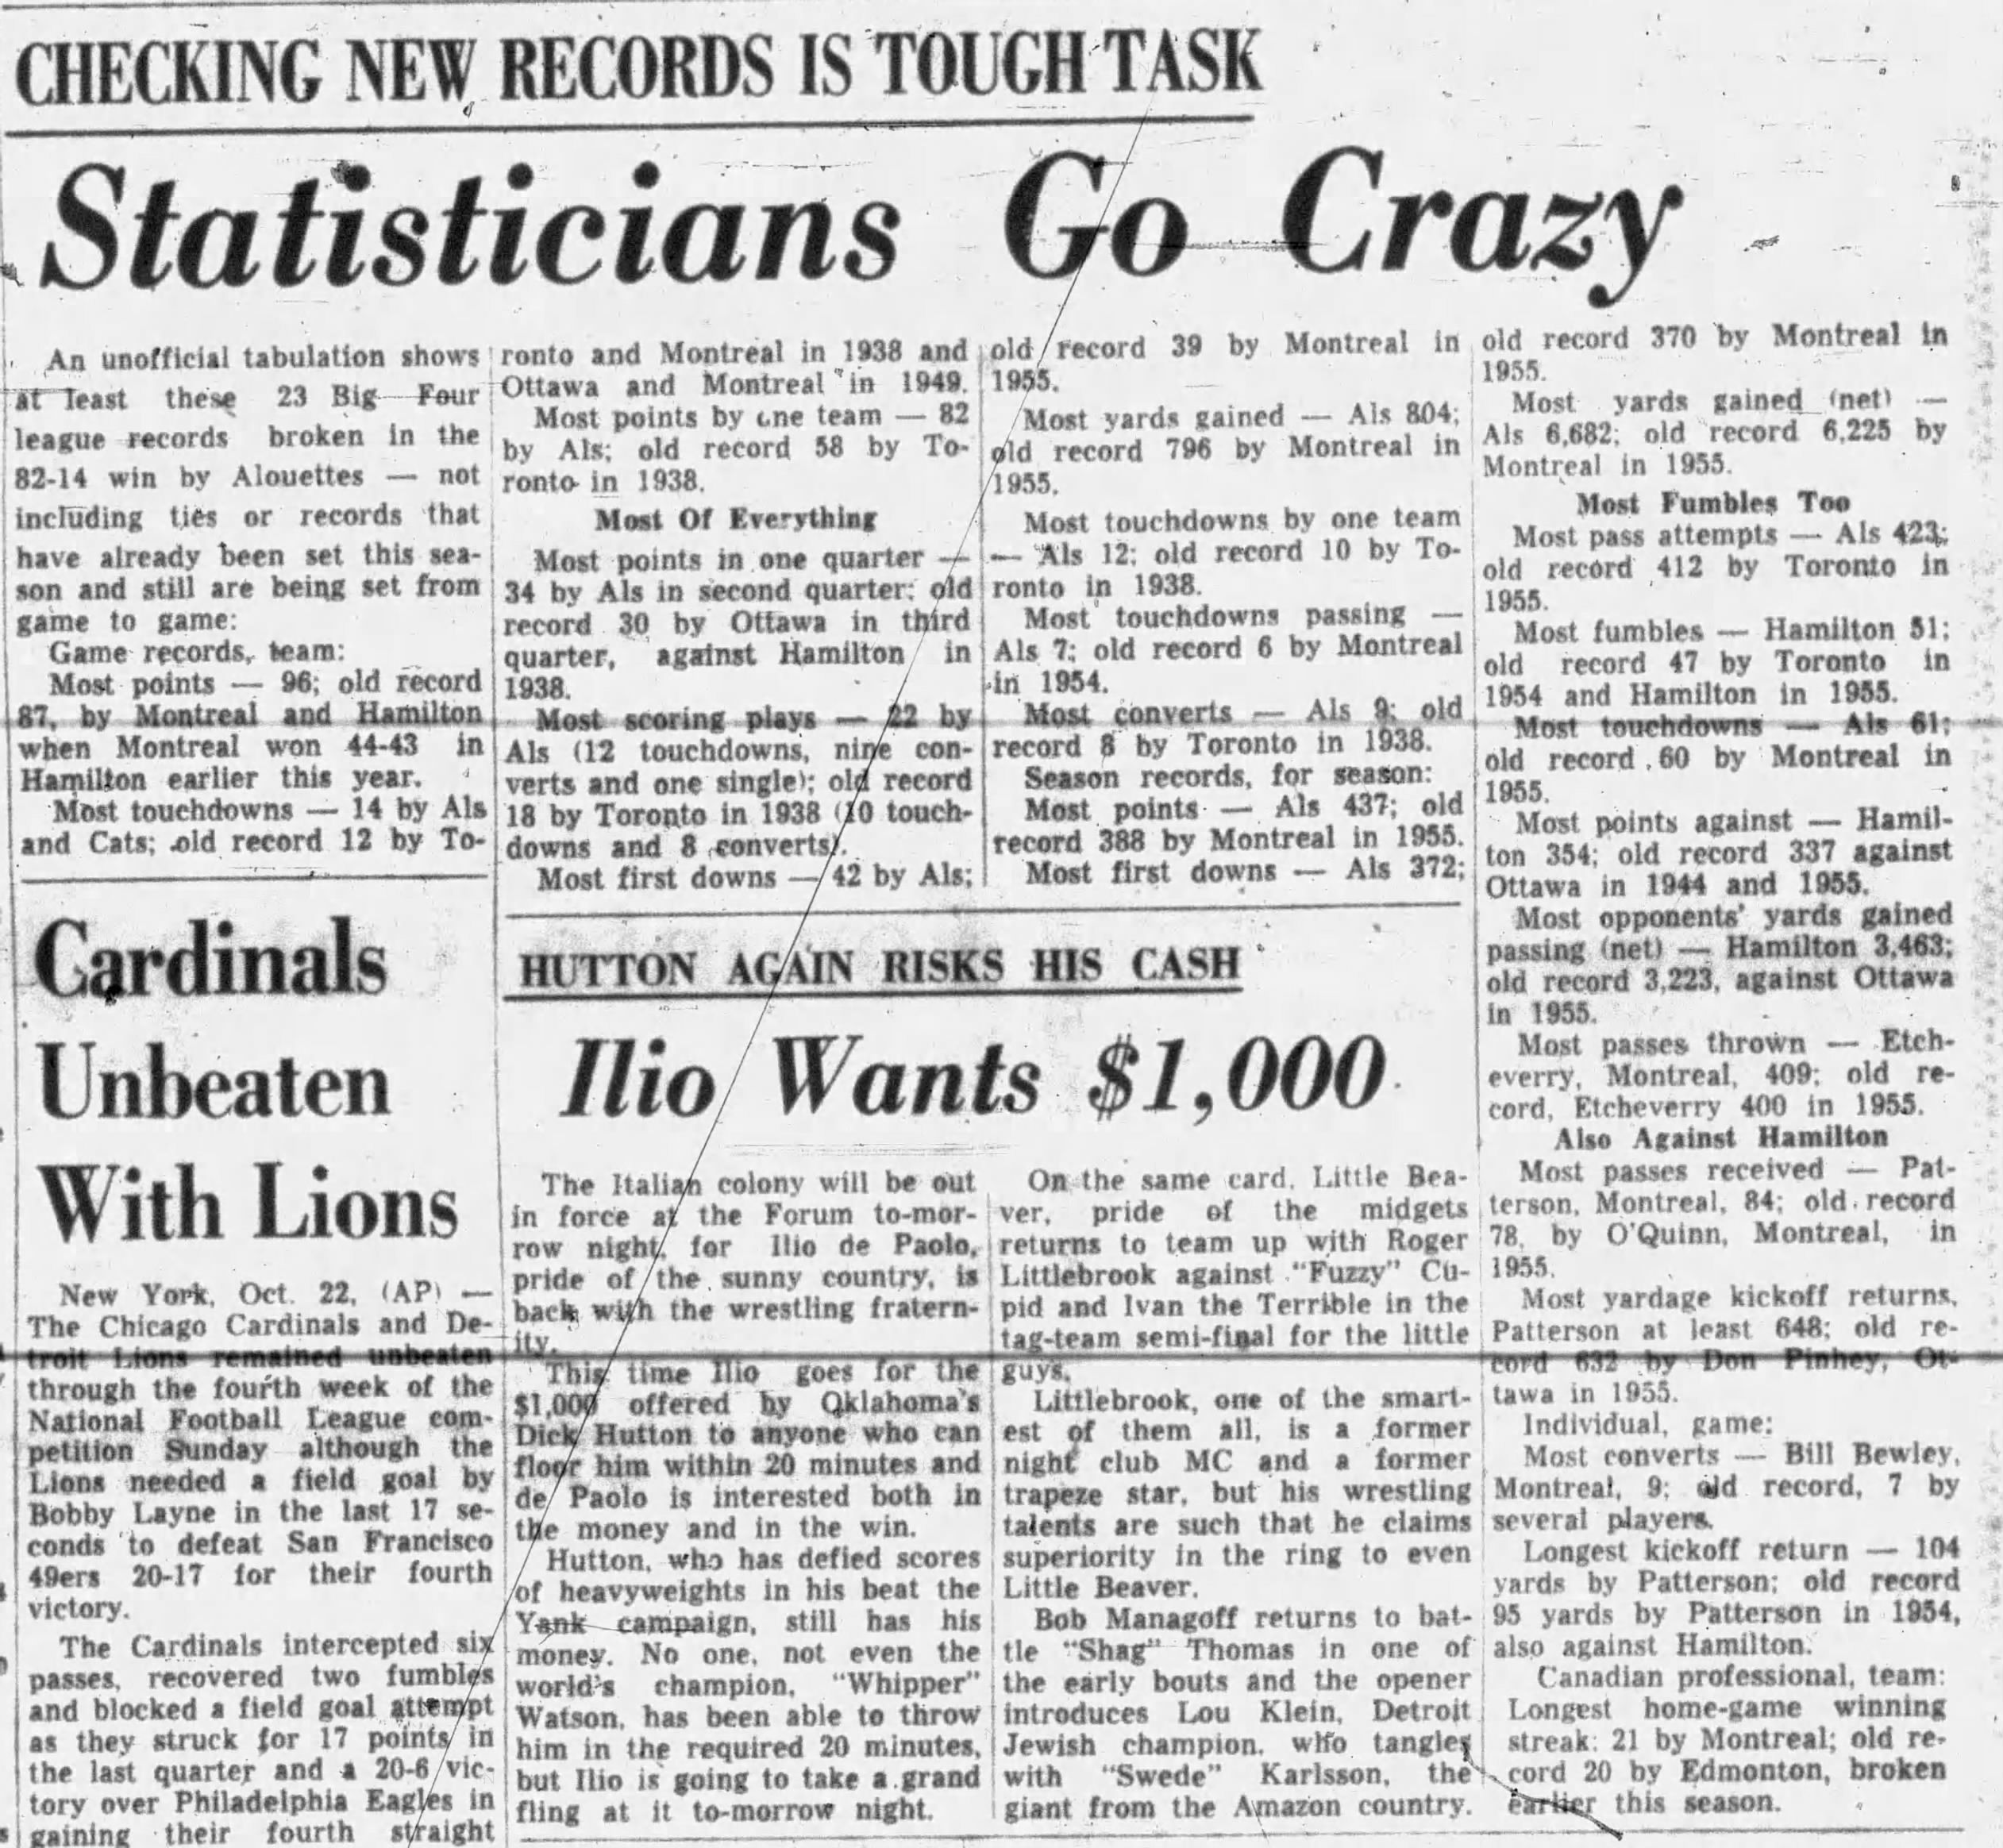 CHECKING NEW RECORDS IS TOUGH TASK
Statisticians Go Crazy
An unofficial tabulation shows
at least these 23 Big Four
league records broken in the
82-14 win by Alouettes — not
including ties or records that
have already been set this sea-
son and still are being set from
game to game:
Game records, team:
Most points — 96; old record
87, by Montreal and Hamilton
when Montreal won 44-43 in
Hamilton earlier this year.
Most touchdowns — 14 by Als
and Cats; old record 12 by To-
ronto and Montreal in 1938 and
Ottawa and Montreal in 1949.
Most points by one team — 82
by Als; old record 58 by To-
ronto in 1938.
Most Of Everything
Most points in one quarter —
34 by Als in second quarter; old
record 30 by Ottawa in third
quarter, against Hamilton in
1938.
Most scoring plays — 22 by
Als (12 touchdowns, nine con-
verts and one single); old record
18 by Toronto in 1938 (10 touch-
downs and 8 converts).
Most first downs — 42 by Als;
old record 39 by Montreal in
1955.
Most yards gained — Als 804;
old record 796 by Montreal in
1955.
Most touchdowns by one team
— Als 12; old record 10 by To-
ronto in 1938.
Most touchdowns passing —
Als 7; old record 6 by Montreal
in 1954.
Most converts — Als 9; old
record 8 by Toronto in 1938.
Season records, for season:
Most points — Als 437; old
record 388 by Montreal in 1955.
Most first downs — Als 372;
old record 370 by Montreal in
1955.
Most yards gained (net) —
Als 6,682; old record 6,225 by
Montreal in 1955.
Most Fumbles Too
Most pass attempts — Als 423;
old record 412 by Toronto in
1955.
Most fumbles — Hamilton 51;
old record 47 by Toronto in
1954 and Hamilton in 1955.
Most touchdowns — Als 61;
old record 60 by Montreal in
1955.
Most points against — Hamil-
ton 354; old record 337 against
Ottawa in 1944 and 1955.
Most opponents' yards gained
passing (net) — Hamilton 3,463;
old record 3,223, against Ottawa
in 1955.
Most passes thrown — Etch-
everry, Montreal, 409; old re-
cord, Etcheverry 400 in 1955.
Also Against Hamilton
Most passes received — Pat-
terson, Montreal, 84; old record
78, by O'Quinn, Montreal, in
1955.
Most yardage kickoff returns,
Patterson at least 648; old re-
cord 632 by Don Pinhey, Ot-
tawa in 1955.
Individual, game:
Most converts — Bill Bewley,
Montreal, 9; old record, 7 by
several players.
Longest kickoff return — 104
yards by Patterson; old record
95 yards by Patterson in 1954,
also against Hamilton.
Canadian professional, team:
Longest home-game winning
streak: 21 by Montreal; old re-
cord 20 by Edmonton, broken
earlier this season.
Cardinals
Unbeaten
With Lions
New York, Oct. 22, (AP) —
The Chicago Cardinals and De-
troit Lions remained unbeaten
through the fourth week of the
National Football League com-
petition Sunday although the
Lions needed a field goal by
Bobby Layne in the last 17 se-
conds to defeat San Francisco
49ers 20-17 for their fourth
victory.
The Cardinals intercepted six
passes, recovered two fumbles
and blocked a field goal attempt
as they struck for 17 points in
the last quarter and a 20-6 vic-
tory over Philadelphia Eagles in
gaining their fourth straight
HUTTON AGAIN RISKS HIS CASH
Ilio Wants $1,000
The Italian colony will be out
in force at the Forum to-mor-
row night, for Ilio de Paolo,
pride of the sunny country, is
back with the wrestling fratern-
ity.
This time Ilio goes for the
$1,000 offered by Oklahoma's
Dick Hutton to anyone who can
floor him within 20 minutes and
de Paolo is interested both in
the money and in the win.
Hutton, who has defied scores
of heavyweights in his beat the
Yank campaign, still has his
money. No one, not even the
world's champion, "Whipper"
Watson, has been able to throw
him in the required 20 minutes,
but Ilio is going to take a grand
fling at it to-morrow night.
On the same card, Little Bea-
ver, pride of the midgets
returns to team up with Roger
Littlebrook against "Fuzzy" Cu-
pid and Ivan the Terrible in the
tag-team semi-final for the little
guys.
Littlebrook, one of the smart-
est of them all, is a former
night club MC and a former
trapeze star, but his wrestling
talents are such that he claims
superiority in the ring to even
Little Beaver.
Bob Managoff returns to bat-
tle "Shag" Thomas in one of
the early bouts and the opener
introduces Lou Klein, Detroit
Jewish champion, who tangles
with "Swede" Karlsson, the
giant from the Amazon country.